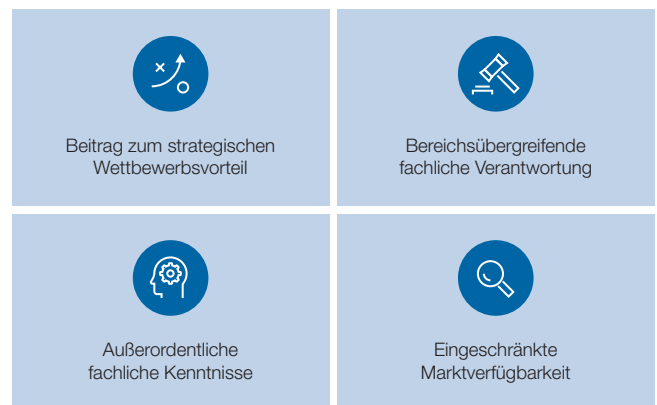 Beitrag zum strategischen
Wettbewerbsvorteil
Bereichsübergreifende
fachliche Verantwortung
Außerordentliche
fachliche Kenntnisse
Eingeschränkte
Marktverfügbarkeit